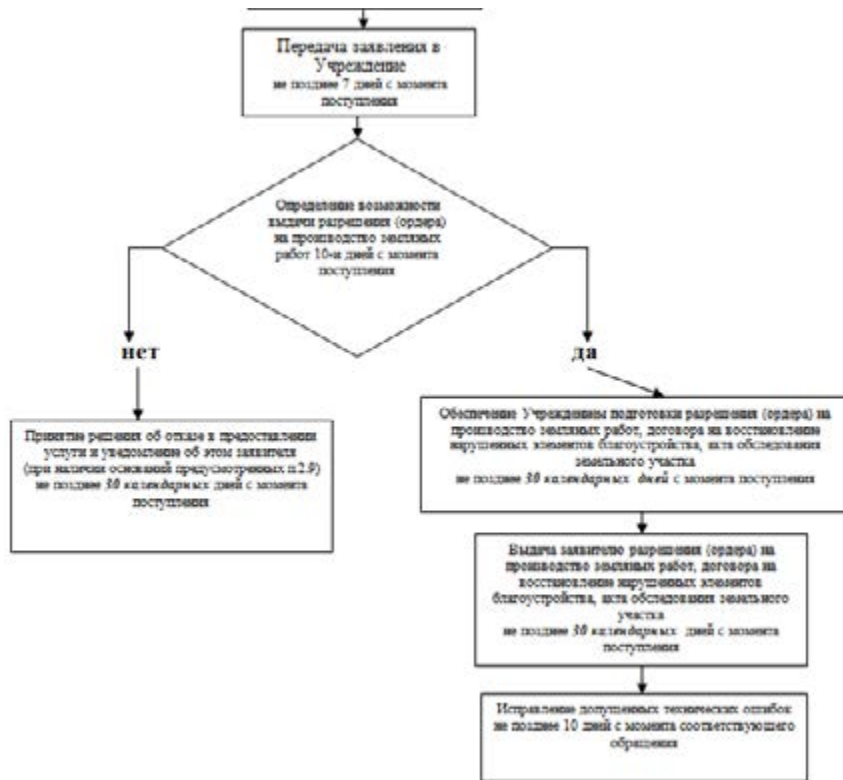 Передача заявления в
Учреждение
не позднее 7 дней с момента
поступления
Определение возможности
выдачи разрешения (ордера)
на производство земляных
работ 10-и дней с момента
поступления
нет
да
Принятие решения об отказе в предоставлении
услуги и уведомление об этом заявителя
(при наличии оснований предусмотренных п.2.9)
не позднее 30 календарных дней с момента
поступления
Обеспечение Учреждением подготовки разрешения (ордера) на
производство земляных работ, договора на восстановление
нарушенных элементов благоустройства, акта обследования
земельного участка
не позднее 30 календарных дней с момента поступления
Выдача заявителю разрешения (ордера) на
производство земляных работ, договора на
восстановление нарушенных элементов
благоустройства, акта обследования земельного
участка
не позднее 30 календарных дней с момента
поступления
Исправление допущенных технических ошибок
не позднее 10 дней с момента соответствующего
обращения